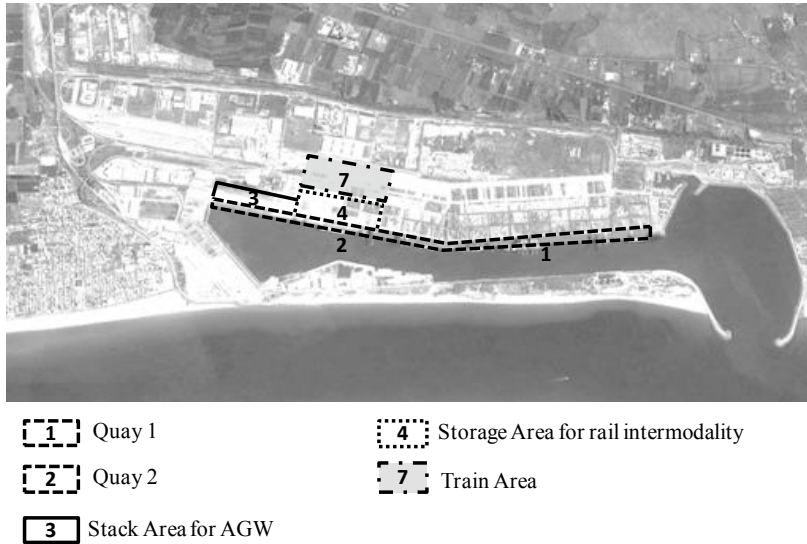 7
3
4
2
1
1 Quay 1
2 Quay 2
3 Stack Area for AGW
4 Storage Area for rail intermodality
7 Train Area